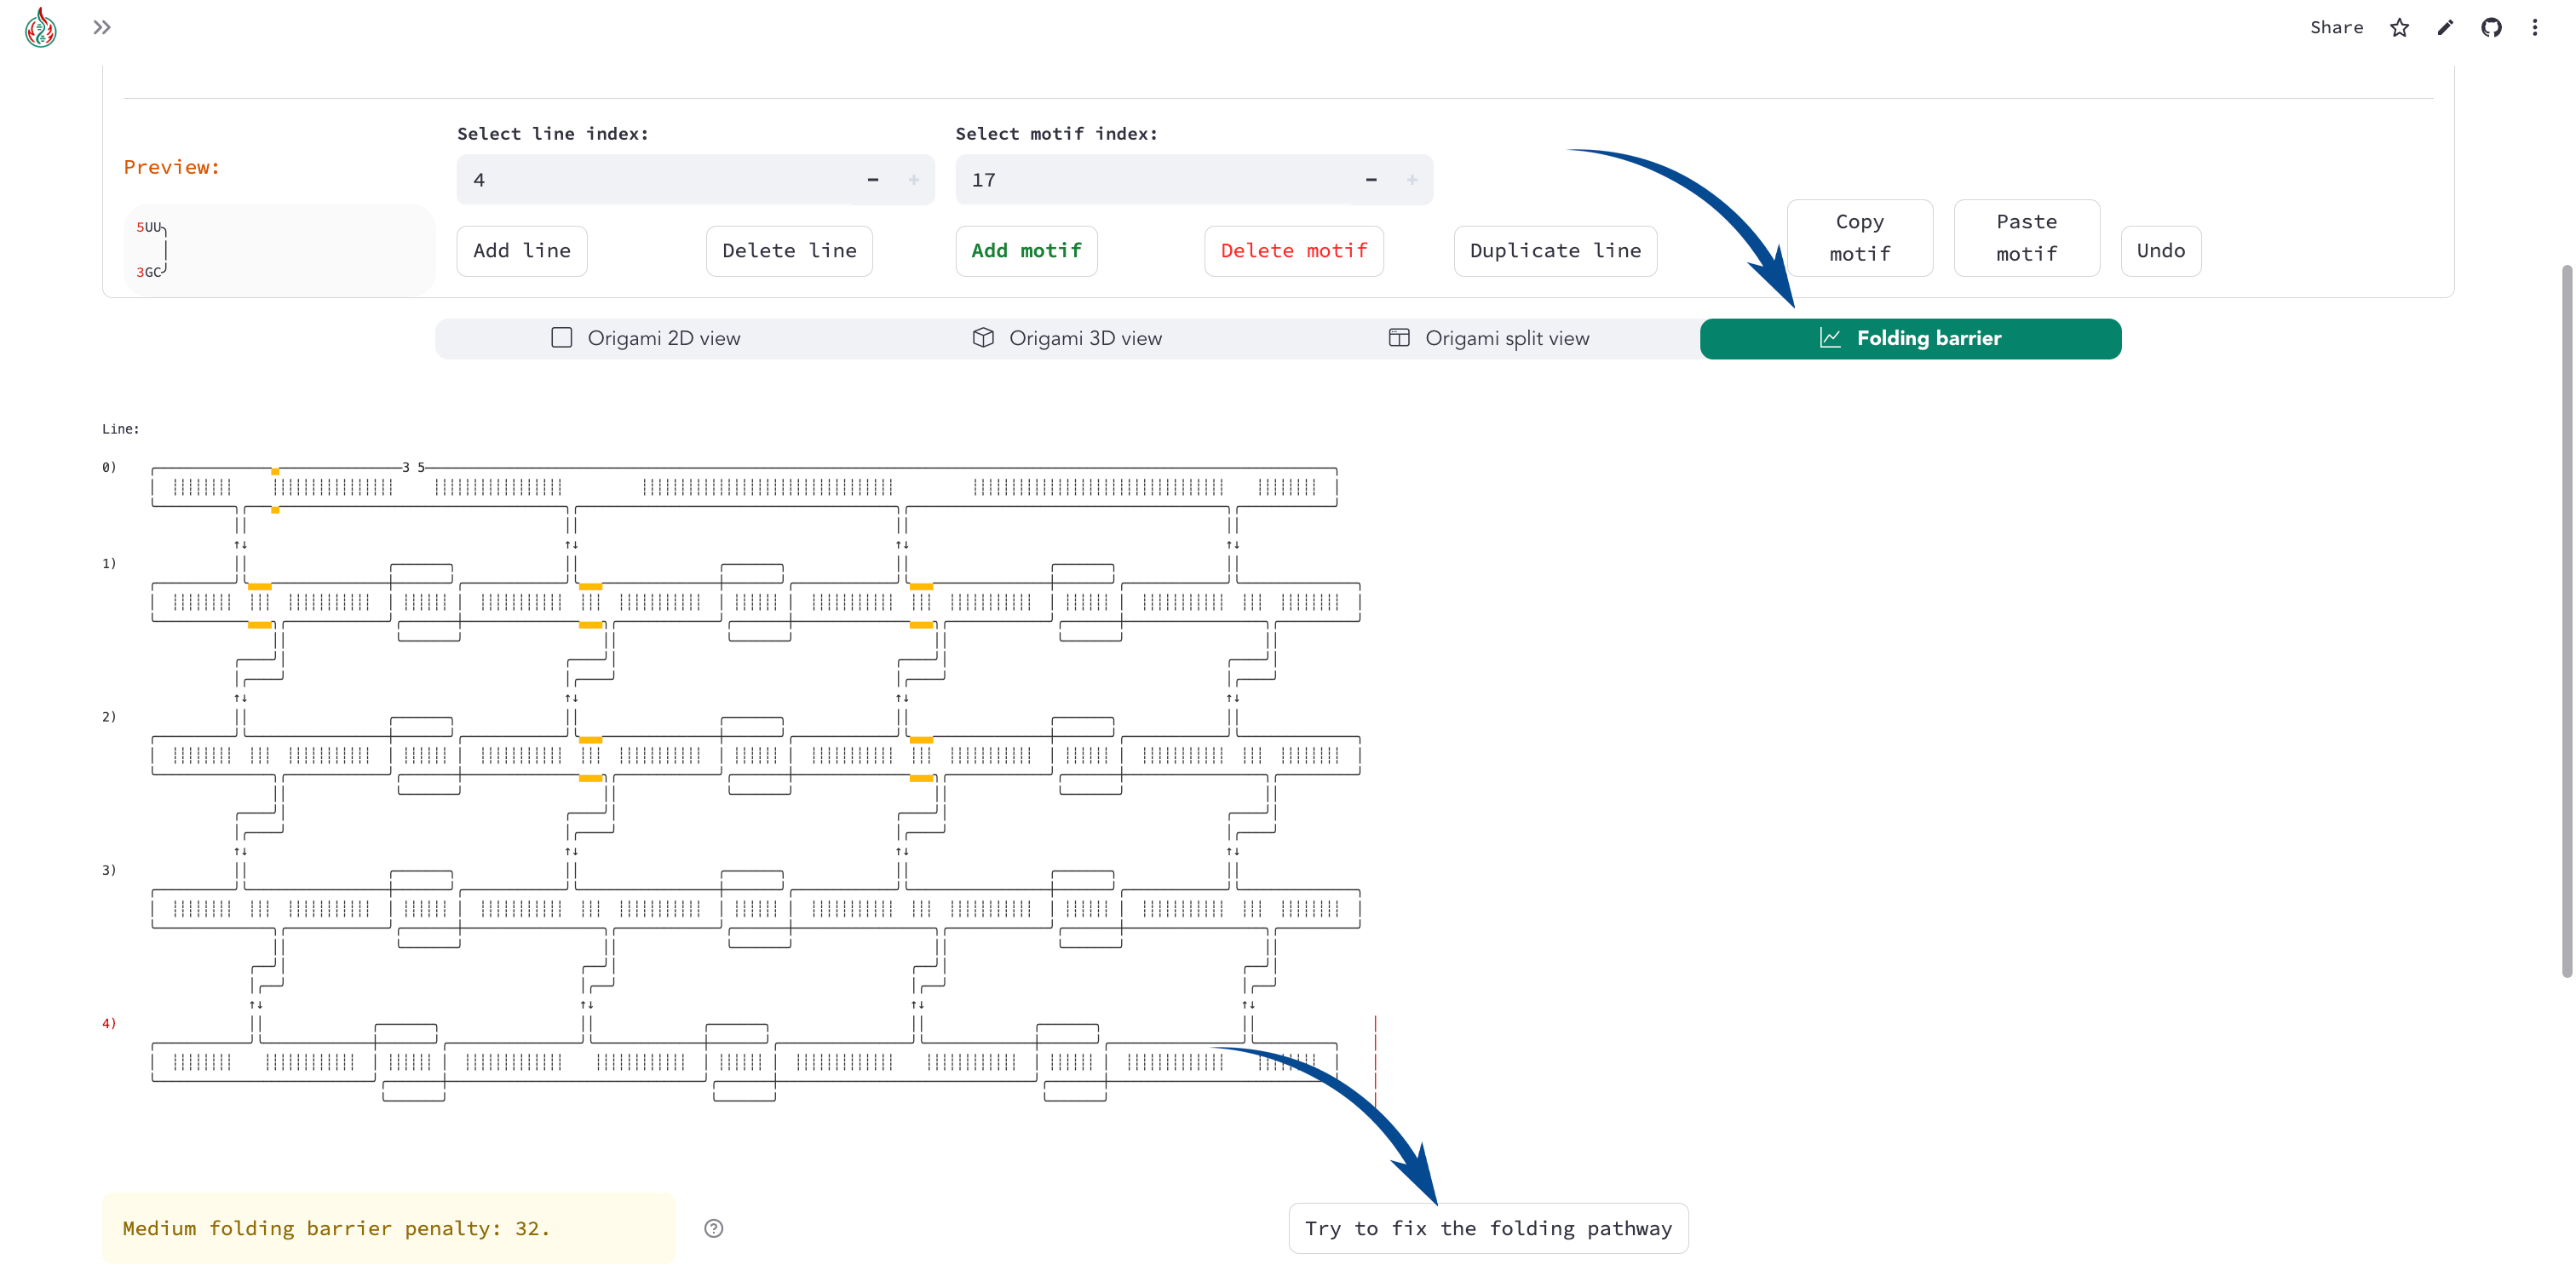 Share
Select line index:
Select motif index:
Preview:
4
17
5UU
3GC
Add line
Delete line
Add motif
Delete motif
Duplicate line
Copy motif
Paste motif
Undo
Origami 2D view
Origami 3D view
Origami split view
Folding barrier
Line:
0)
3 5
↑↓ ↑↓ ↑↓ ↑↓
1)
↑↓ ↑↓ ↑↓ ↑↓
2)
↑↓ ↑↓ ↑↓ ↑↓
3)
↑↓ ↑↓ ↑↓ ↑↓
4)
Medium folding barrier penalty: 32.
Try to fix the folding pathway